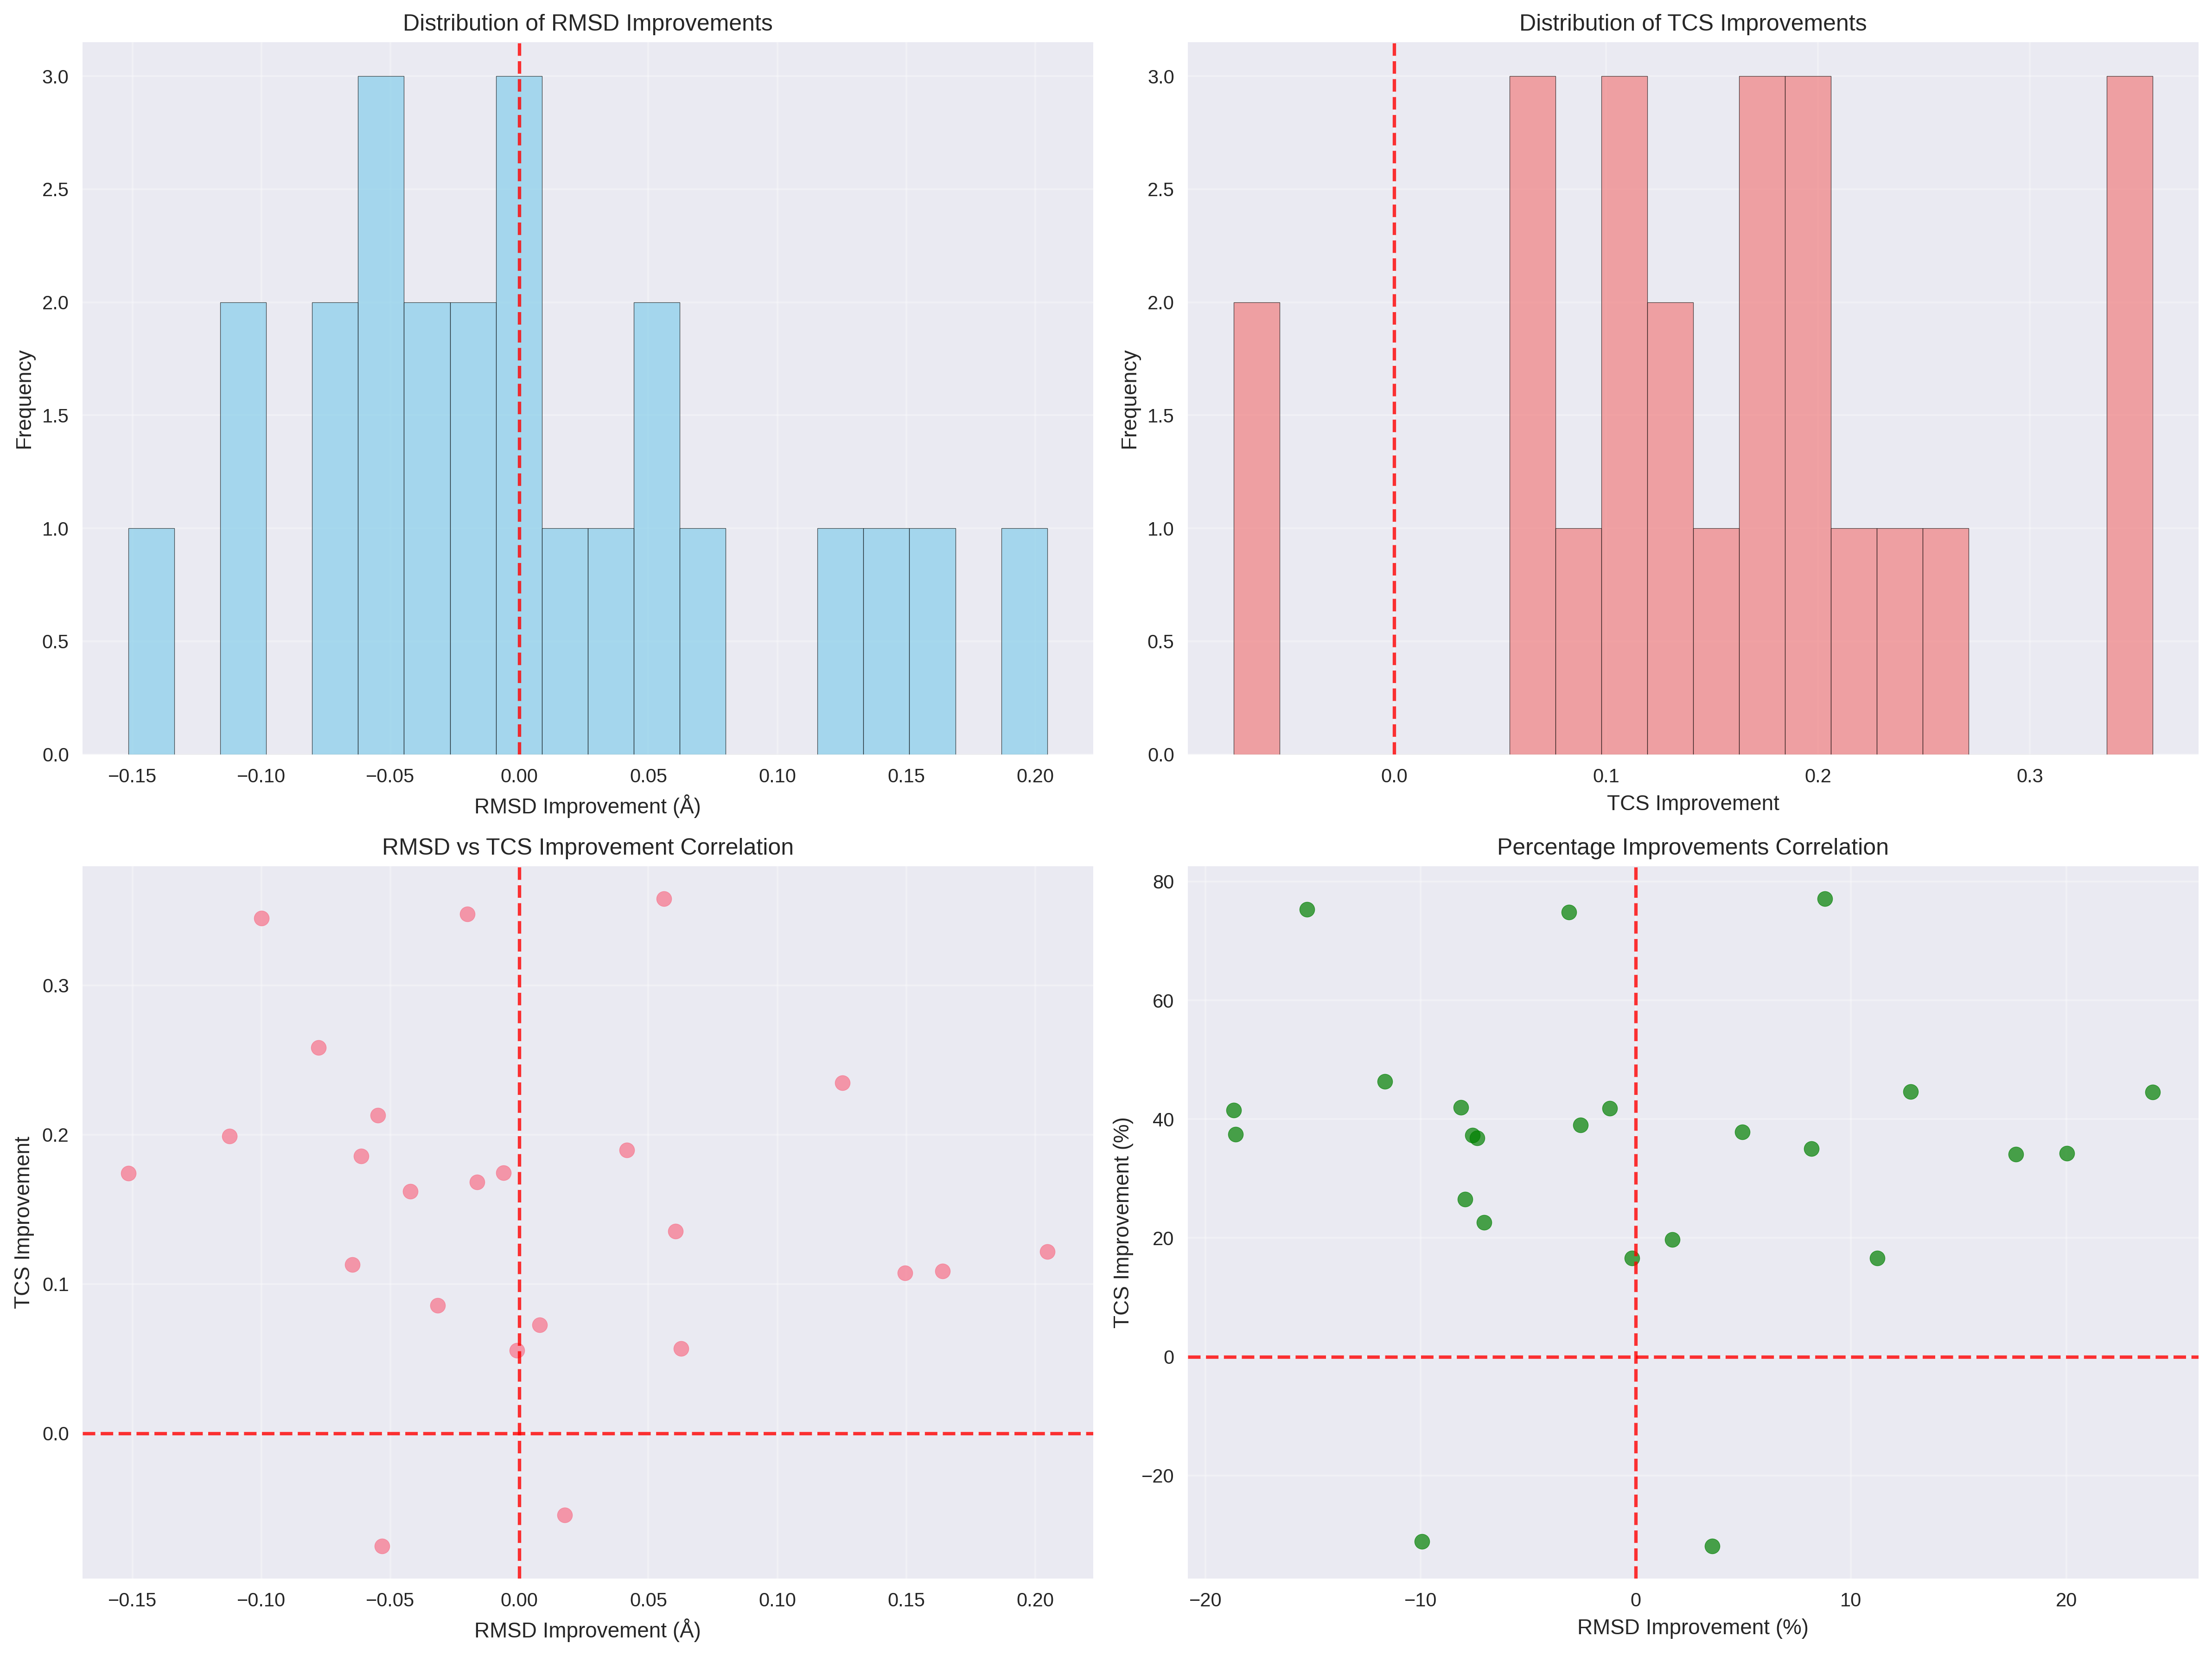 Distribution of RMSD Improvements
3.0
2.5
2.0
1.5
1.0
0.5
0.0
Frequency
−0.15 −0.10 −0.05 0.00 0.05 0.10 0.15 0.20
RMSD Improvement (Å)
Distribution of TCS Improvements
3.0
2.5
2.0
1.5
1.0
0.5
0.0
Frequency
0.0 0.1 0.2 0.3
TCS Improvement
RMSD vs TCS Improvement Correlation
0.3
0.2
0.1
0.0
TCS Improvement
−0.15 −0.10 −0.05 0.00 0.05 0.10 0.15 0.20
RMSD Improvement (Å)
Percentage Improvements Correlation
80
60
40
20
0
−20
TCS Improvement (%)
−20 −10 0 10 20
RMSD Improvement (%)